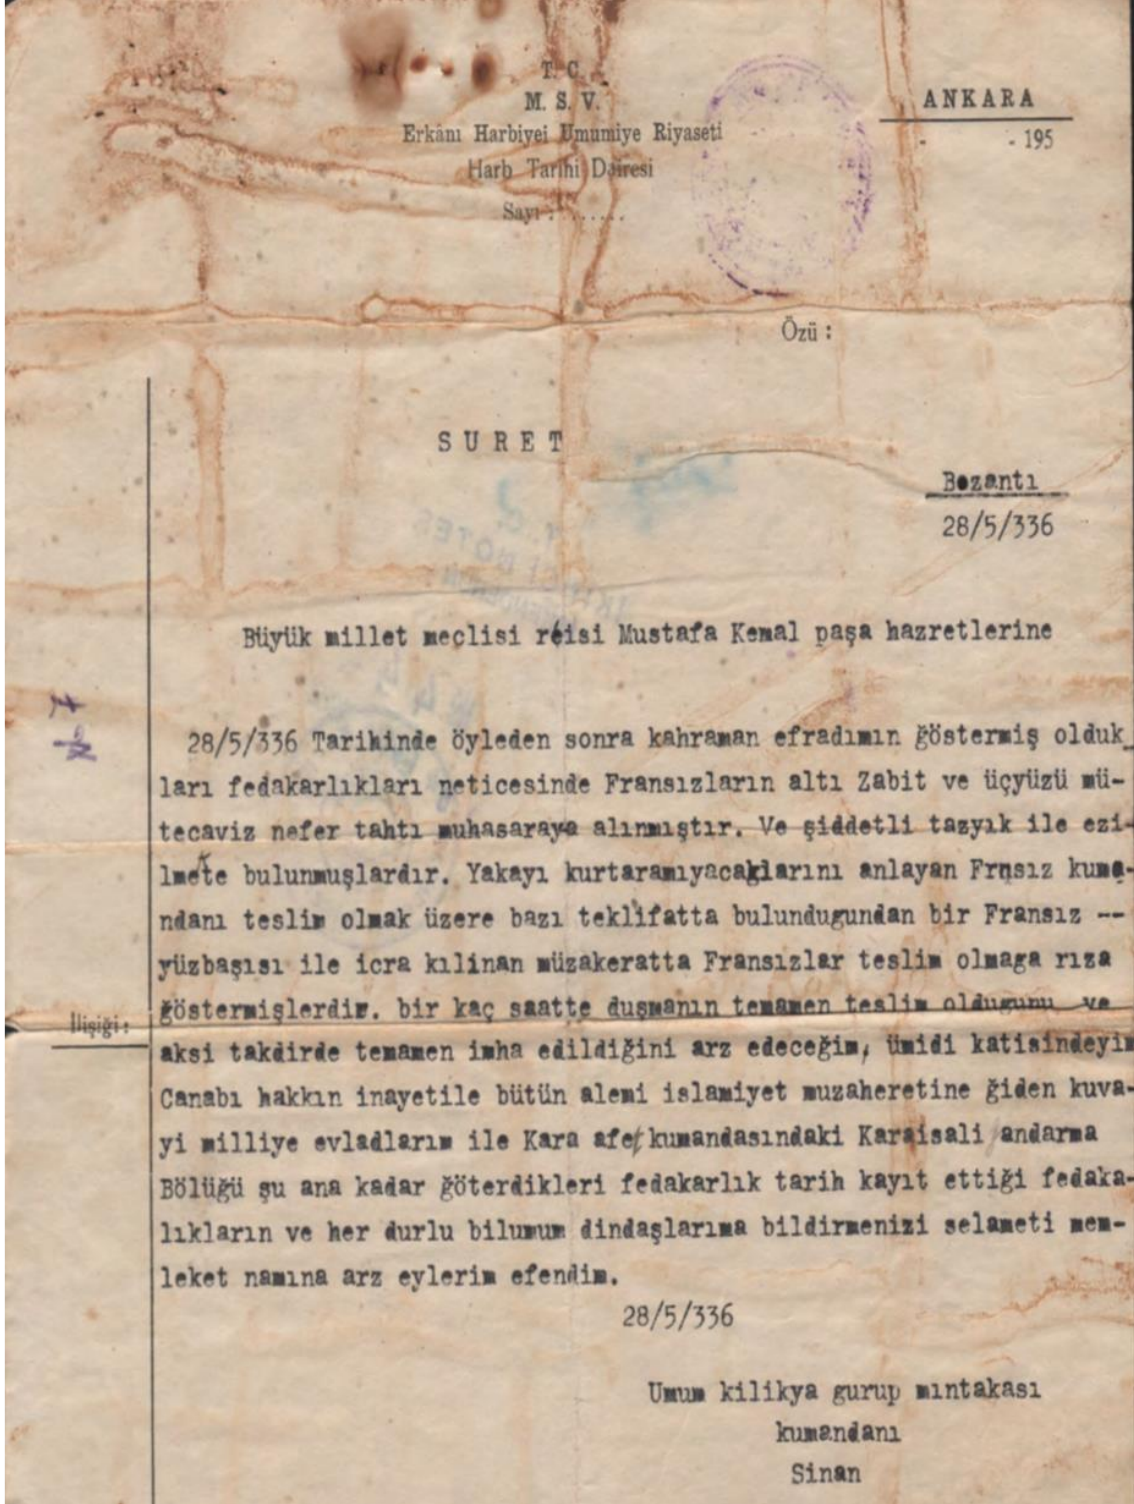 T. C.
M. S. V.
Erkânı Harbiyei Umumiye Riyaseti
Harb Tarihi Dairesi
Sayı : ......
ANKARA
- - 195
Özü :
SURET
Bozantı
28/5/336
Büyük millet meclisi reisi Mustafa Kemal paşa hazretlerine
28/5/336 Tarihinde öyleden sonra kahraman efradımın ğöstermiş olduk_
ları fedakarlıkları neticesinde Fransızların altı Zabit ve üçyüzü mü-
tecaviz nefer tahtı muhasaraya alınmıştır. Ve şiddetli tazyık ile ezi-
lmete bulunmuşlardır. Yakayı kurtaramıyacaklarını anlayan Frnsız kuma-
ndanı teslim olmak üzere bazı teklifatta bulundugundan bir Fransız --
yüzbaşısı ile icra kılinan müzakeratta Fransızlar teslim olmaga rıza
ğöstermişlerdir. bir kaç saatte duşmanın temamen teslim oldugunu ve
İlişiği :
aksi takdirde temamen imha edildiğini arz edeceğim, ümidi katisindeyim
Canabı hakkın inayetile bütün alemi islamiyet muzaheretine ğiden kuva-
yi milliye evladlarım ile Kara afet kumandasındaki Karaisali andarma
Bölüğü şu ana kadar ğöterdikleri fedakarlık tarih kayıt ettiği fedaka-
lıkların ve her durlu bilumum dindaşlarıma bildirmenizi selameti mem-
leket namına arz eylerim efendim.
28/5/336
Umum kilikya gurup mıntakası
kumandanı
Sinan